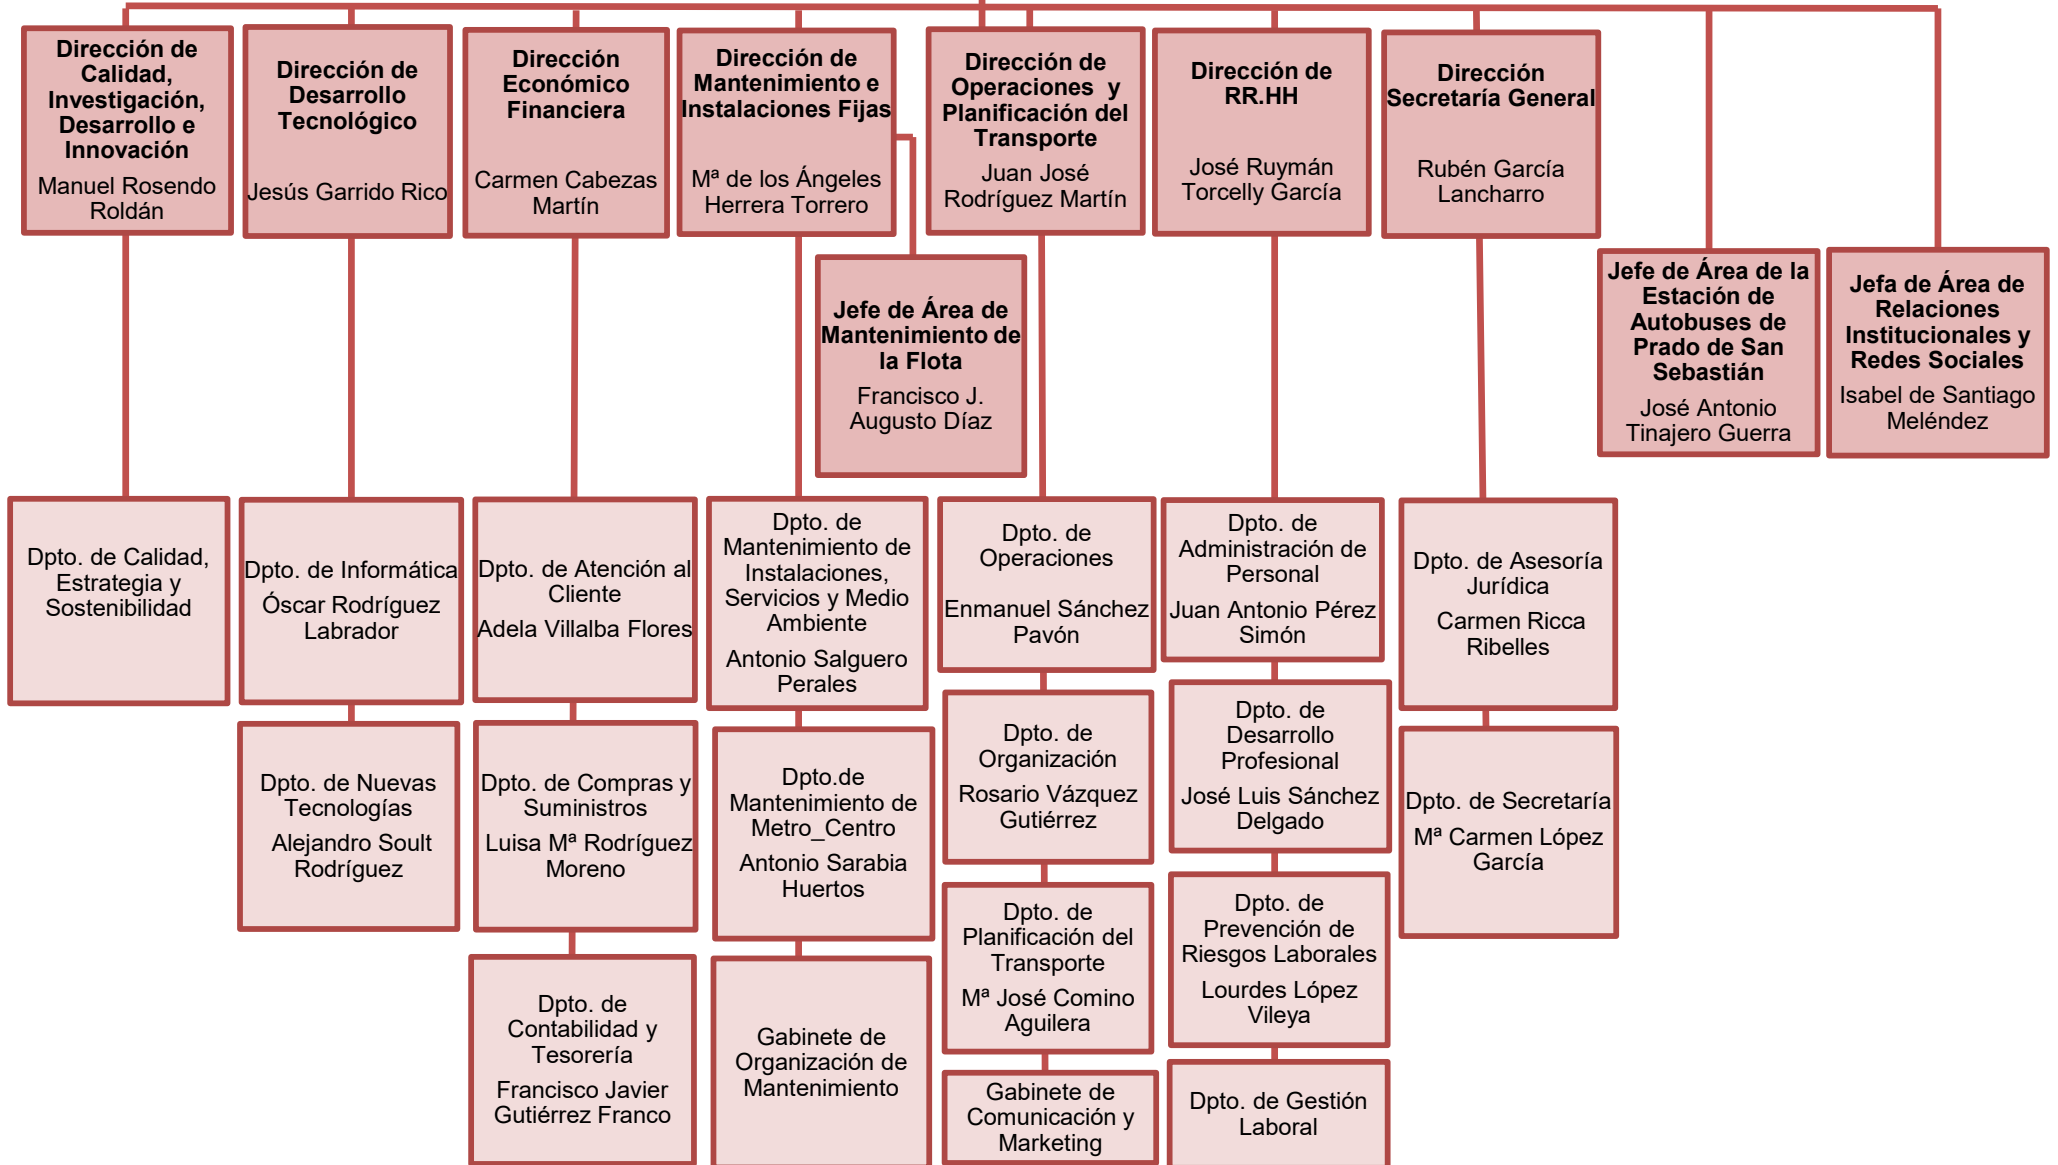 Dirección de
Calidad,
Investigación,
Desarrollo e
Innovación
Manuel Rosendo
Roldán
Dirección de
Desarrollo
Tecnológico
Jesús Garrido Rico
Dirección
Económico
Financiera
Carmen Cabezas
Martín
Dirección de
Mantenimiento e
Instalaciones Fijas
Mª de los Ángeles
Herrera Torrero
Dirección de
Operaciones y
Planificación del
Transporte
Juan José
Rodríguez Martín
Dirección de
RR.HH
José Ruymán
Torcelly García
Dirección
Secretaría General
Rubén García
Lancharro
Jefe de Área de
Mantenimiento de
la Flota
Francisco J.
Augusto Díaz
Jefe de Área de la
Estación de
Autobuses de
Prado de San
Sebastián
José Antonio
Tinajero Guerra
Jefa de Área de
Relaciones
Institucionales y
Redes Sociales
Isabel de Santiago
Meléndez
Dpto. de Calidad,
Estrategia y
Sostenibilidad
Dpto. de Informática
Óscar Rodríguez
Labrador
Dpto. de Atención al
Cliente
Adela Villalba Flores
Dpto. de
Mantenimiento de
Instalaciones,
Servicios y Medio
Ambiente
Antonio Salguero
Perales
Dpto. de
Operaciones
Enmanuel Sánchez
Pavón
Dpto. de
Administración de
Personal
Juan Antonio Pérez
Simón
Dpto. de Asesoría
Jurídica
Carmen Ricca
Ribelles
Dpto. de Nuevas
Tecnologías
Alejandro Soult
Rodríguez
Dpto. de Compras y
Suministros
Luisa Mª Rodríguez
Moreno
Dpto.de
Mantenimiento de
Metro_Centro
Antonio Sarabia
Huertos
Dpto. de
Organización
Rosario Vázquez
Gutiérrez
Dpto. de
Desarrollo
Profesional
José Luis Sánchez
Delgado
Dpto. de Secretaría
Mª Carmen López
García
Dpto. de
Contabilidad y
Tesorería
Francisco Javier
Gutiérrez Franco
Gabinete de
Organización de
Mantenimiento
Dpto. de
Planificación del
Transporte
Mª José Comino
Aguilera
Dpto. de
Prevención de
Riesgos Laborales
Lourdes López
Vileya
Gabinete de
Comunicación y
Marketing
Dpto. de Gestión
Laboral